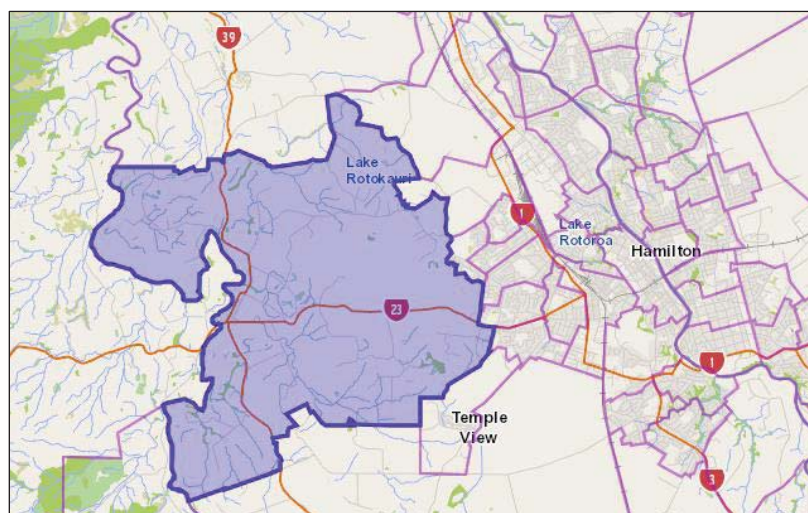 39
Lake
Rotokauri
1
Lake
Rotoroa
Hamilton
23
1
Temple
View
3